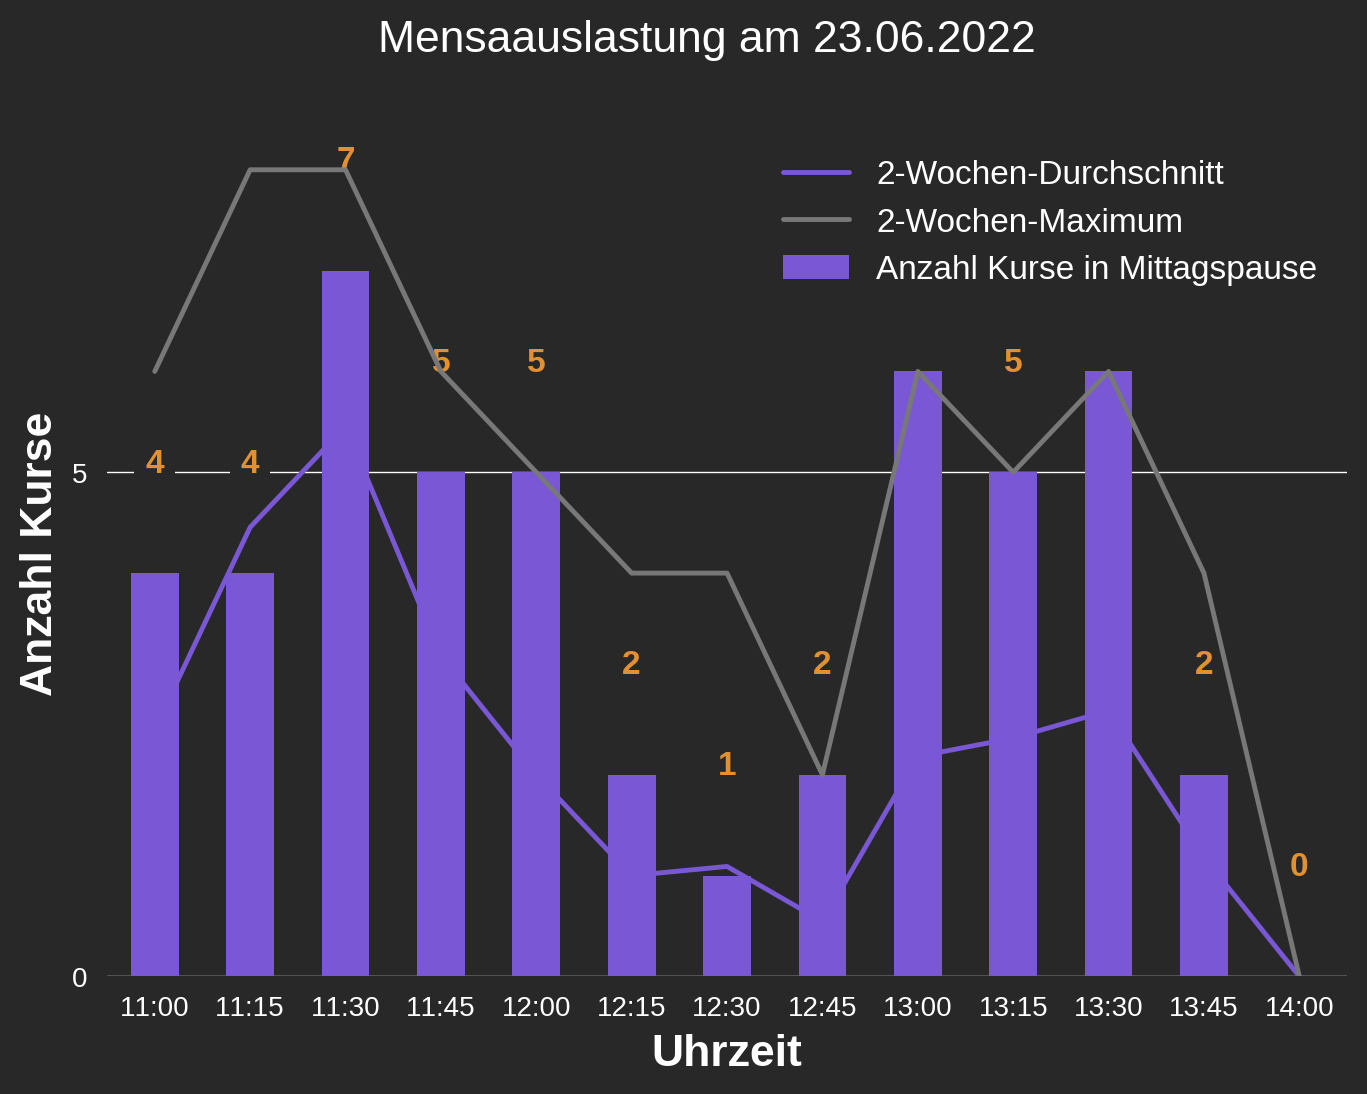 Mensaauslastung am 23.06.2022
2-Wochen-Durchschnitt
2-Wochen-Maximum
Anzahl Kurse in Mittagspause
Anzahl Kurse
5
0
4
4
7
5
5
2
1
2
5
2
0
11:00 11:15 11:30 11:45 12:00 12:15 12:30 12:45 13:00 13:15 13:30 13:45 14:00
Uhrzeit